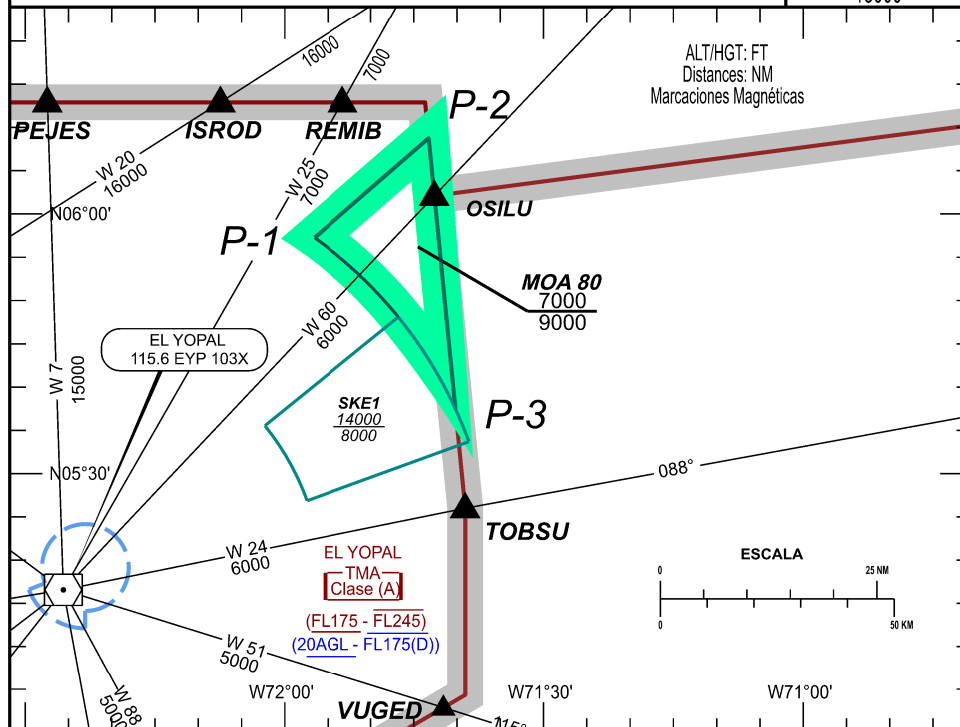 16000
7000
ALT/HGT: FT
Distances: NM
Marcaciones Magnéticas
P-2
PEJES
ISROD
REMIB
W 20
16000
W 25
7000
N06°00'
OSILU
P-1
MOA 80
7000
9000
W 60
6000
EL YOPAL
115.6 EYP 103X
W 7
15000
SKE1
14000
8000
P-3
N05°30'
088°
TOBSU
W 24
6000
EL YOPAL
TMA
Clase (A)
(FL175 - FL245)
(20AGL - FL175(D))
ESCALA
0
25 NM
0
50 KM
W 51
5000
W72°00'
W71°30'
W71°00'
W 88
VUGED
115°